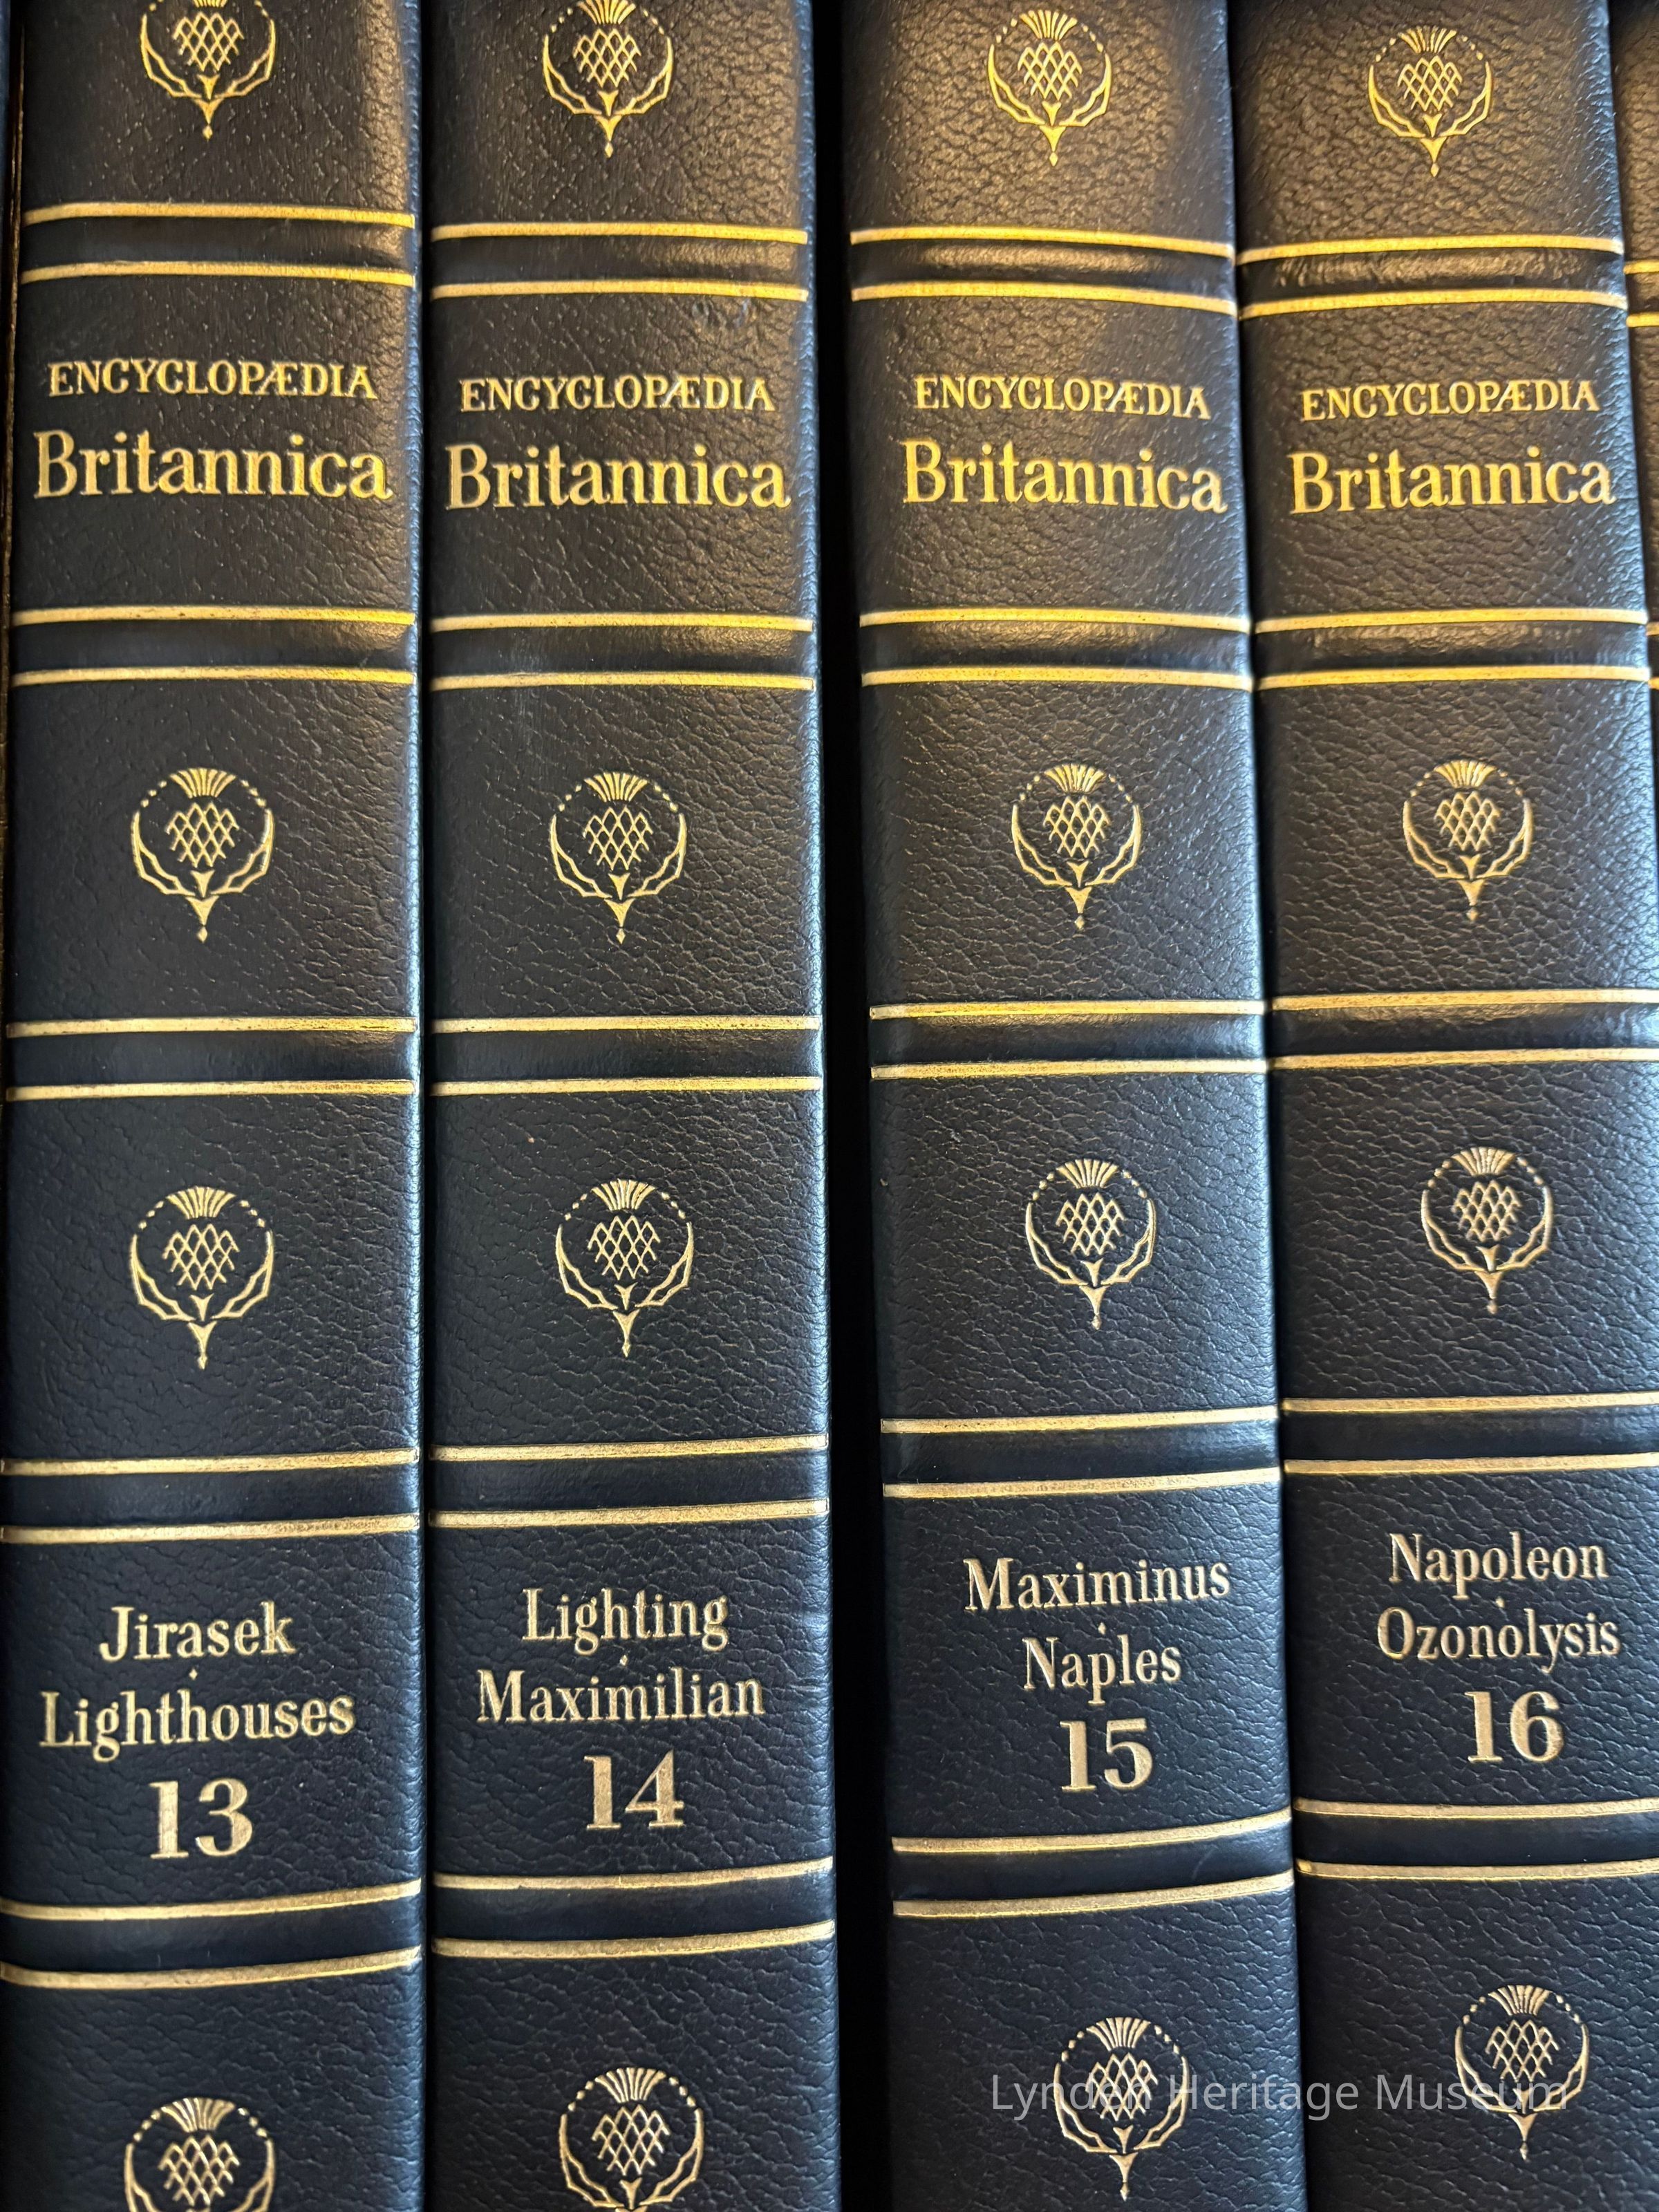 ENCYCLOPÆDIA
Britannica
Jirasek
·
Lighthouses
13
ENCYCLOPÆDIA
Britannica
Lighting
·
Maximilian
14
ENCYCLOPÆDIA
Britannica
Maximinus
·
Naples
15
ENCYCLOPÆDIA
Britannica
Napoleon
·
Ozonolysis
16
Lynden Heritage Museum